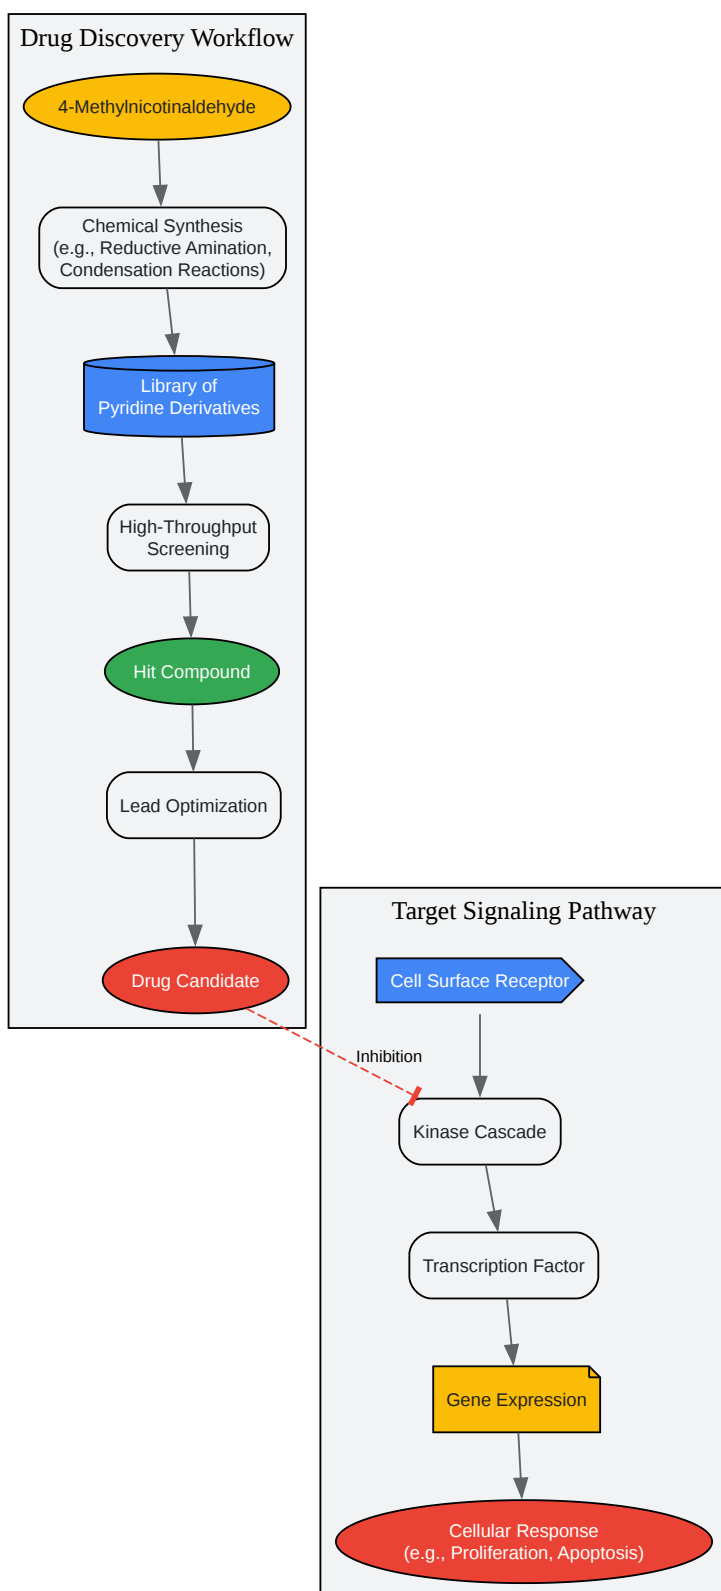 Drug Discovery Workflow
4-Methylnicotinaldehyde
Chemical Synthesis
(e.g., Reductive Amination,
Condensation Reactions)
Library of
Pyridine Derivatives
High-Throughput
Screening
Hit Compound
Lead Optimization
Drug Candidate
Target Signaling Pathway
Cell Surface Receptor
Inhibition
Kinase Cascade
Transcription Factor
Gene Expression
Cellular Response
(e.g., Proliferation, Apoptosis)